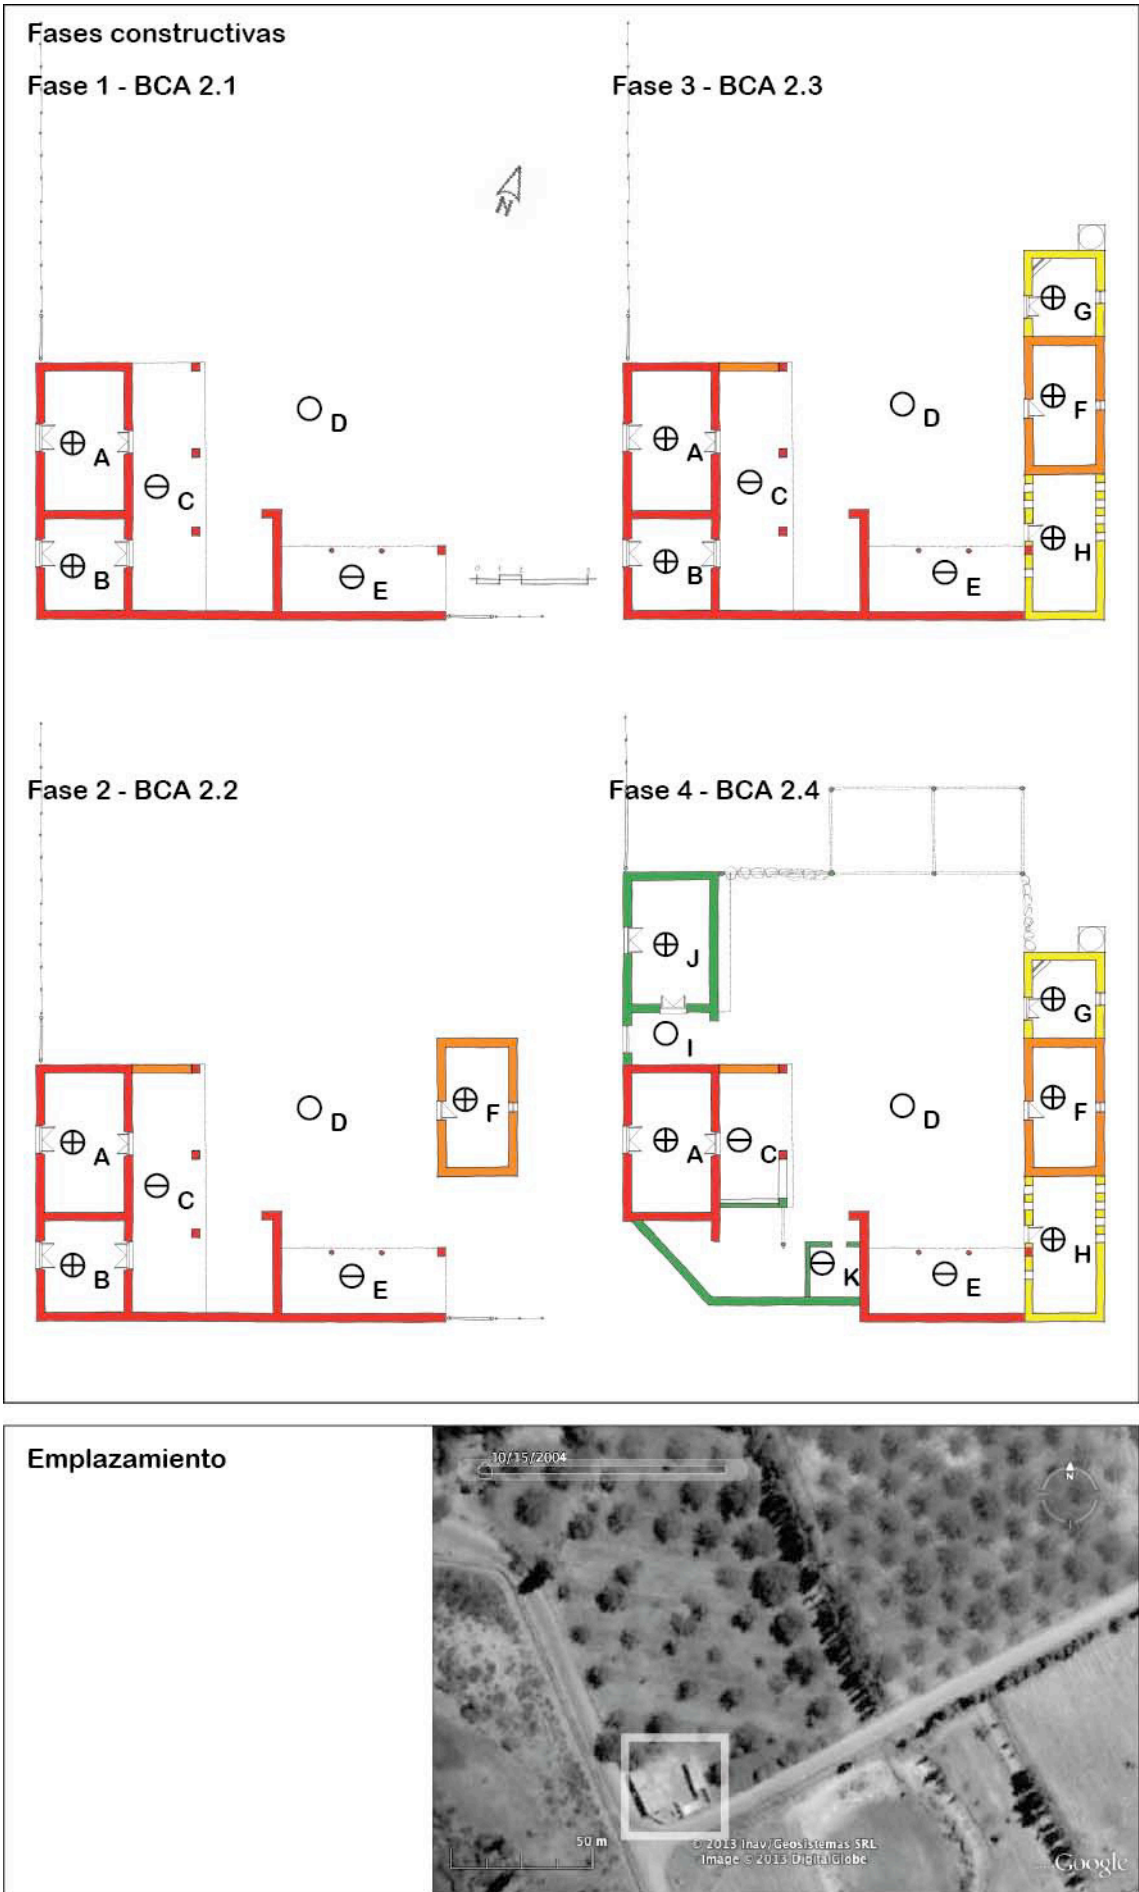 Fases constructivas
Fase 1 - BCA 2.1
N
A
B
C
D
E
Fase 3 - BCA 2.3
A
B
C
D
E
F
G
H
Fase 2 - BCA 2.2
A
B
C
D
E
F
Fase 4 - BCA 2.4
A
C
D
E
F
G
H
I
J
K
Emplazamiento
10/15/2004
N
50 m
© 2013 Inav/Geosistemas SRL
Image © 2013 DigitalGlobe
Google